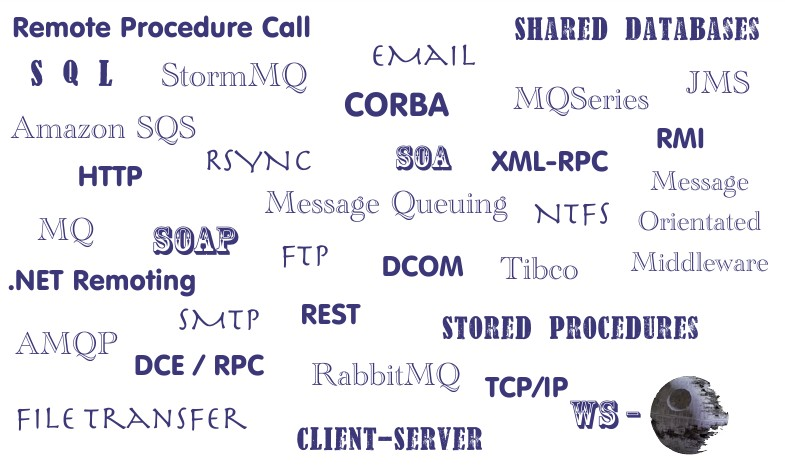 Remote Procedure Call
SHARED DATABASES
EMAIL
SQL
StormMQ
JMS
CORBA
MQSeries
Amazon SQS
RMI
RSYNC
SOA
XML-RPC
HTTP
Message
Orientated
Middleware
Message Queuing
NTFS
MQ
SOAP
FTP
DCOM
Tibco
.NET Remoting
SMTP
REST
STORED PROCEDURES
AMQP
DCE / RPC
RabbitMQ
TCP/IP
WS-
FILE TRANSFER
CLIENT-SERVER